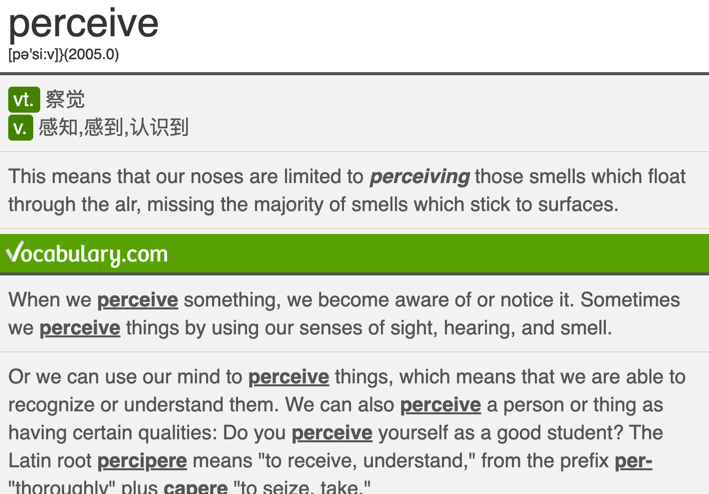 perceive
[pə'si:v]}(2005.0)
vt. 察觉
v. 感知,感到,认识到
This means that our noses are limited to perceiving those smells which float
through the alr, missing the majority of smells which stick to surfaces.
Vocabulary.com
When we perceive something, we become aware of or notice it. Sometimes
we perceive things by using our senses of sight, hearing, and smell.
Or we can use our mind to perceive things, which means that we are able to
recognize or understand them. We can also perceive a person or thing as
having certain qualities: Do you perceive yourself as a good student? The
Latin root percipere means "to receive, understand," from the prefix per-
"thoroughly" plus capere "to seize, take."